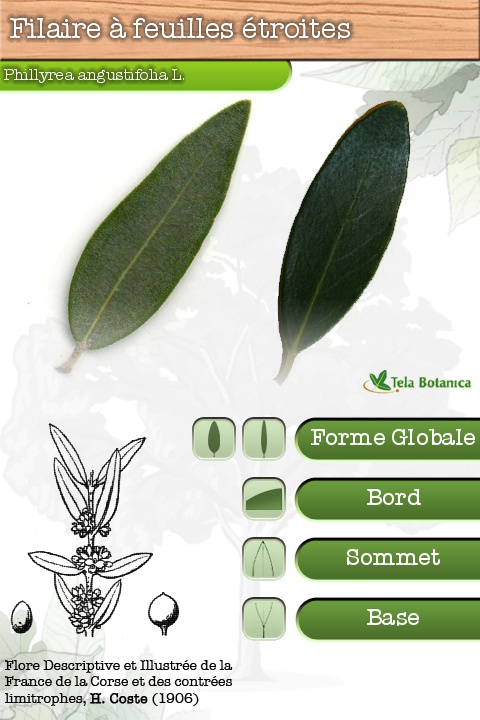 Filaire à feuilles étroites
Phillyrea angustifolia L.
Tela Botanica
Forme Globale
Bord
Sommet
Base
Flore Descriptive et Illustrée de la
France de la Corse et des contrées
limitrophes, H. Coste (1906)